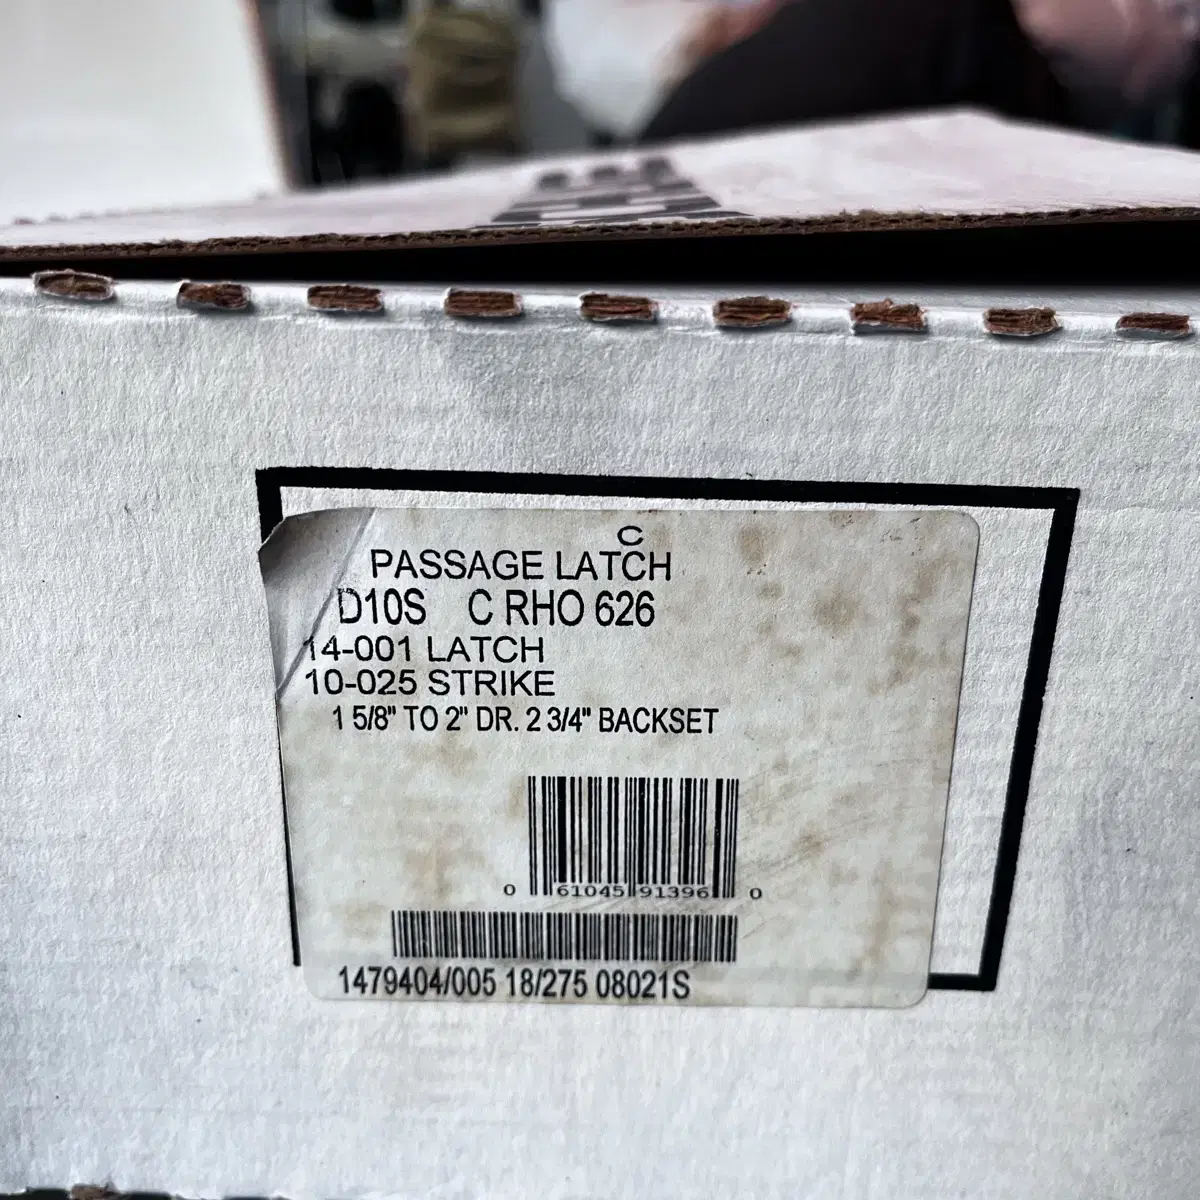 C
PASSAGE LATCH
D10S C RHO 626
14-001 LATCH
10-025 STRIKE
1 5/8" TO 2" DR. 2 3/4" BACKSET
0 61045 91396 0
1479404/005 18/275 08021S